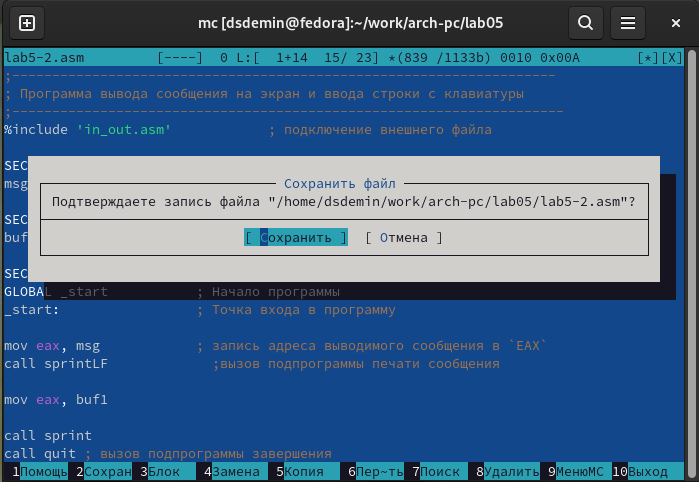 mc [dsdemin@fedora]:~/work/arch-pc/lab05
lab5-2.asm [----] 0 L:[ 1+14 15/ 23] *(839 /1133b) 0010 0x00A [*][X]
;------------------------------------------------------------------
; Программа вывода сообщения на экран и ввода строки с клавиатуры
;-------------------------------------------------------------------
%include 'in_out.asm' ; подключение внешнего файла
SEC
msg
Сохранить файл
Подтверждаете запись файла "/home/dsdemin/work/arch-pc/lab05/lab5-2.asm"?
SEC
buf
[ Сохранить ] [ Отмена ]
SEC
GLOBAL _start ; Начало программы
_start: ; Точка входа в программу
mov eax, msg ; запись адреса выводимого сообщения в `EAX`
call sprintLF ;вызов подпрограммы печати сообщения
mov eax, buf1
call sprint
call quit ; вызов подпрограммы завершения
1Помощь 2Сохран 3Блок 4Замена 5Копия 6Пер~ть 7Поиск 8Удалить 9МенюMC 10Выход